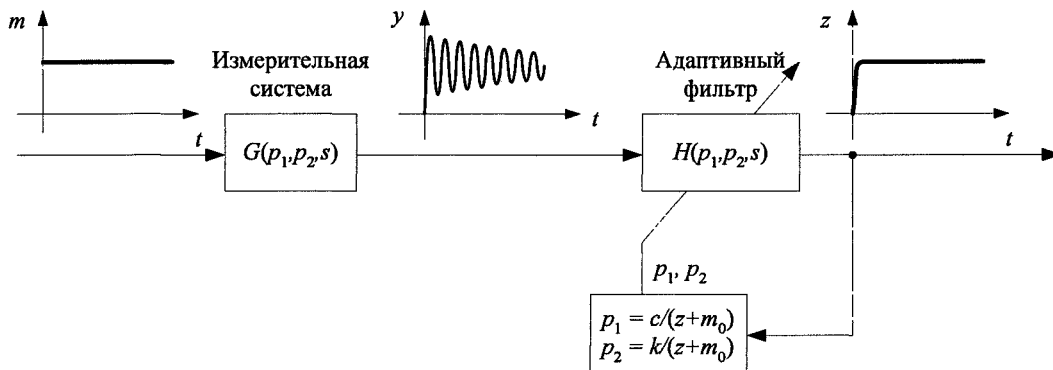 m
t
Измерительная
система
G(p₁,p₂,s)
y
t
Адаптивный
фильтр
H(p₁,p₂,s)
z
t
p₁, p₂
p₁ = c/(z+m₀)
p₂ = k/(z+m₀)